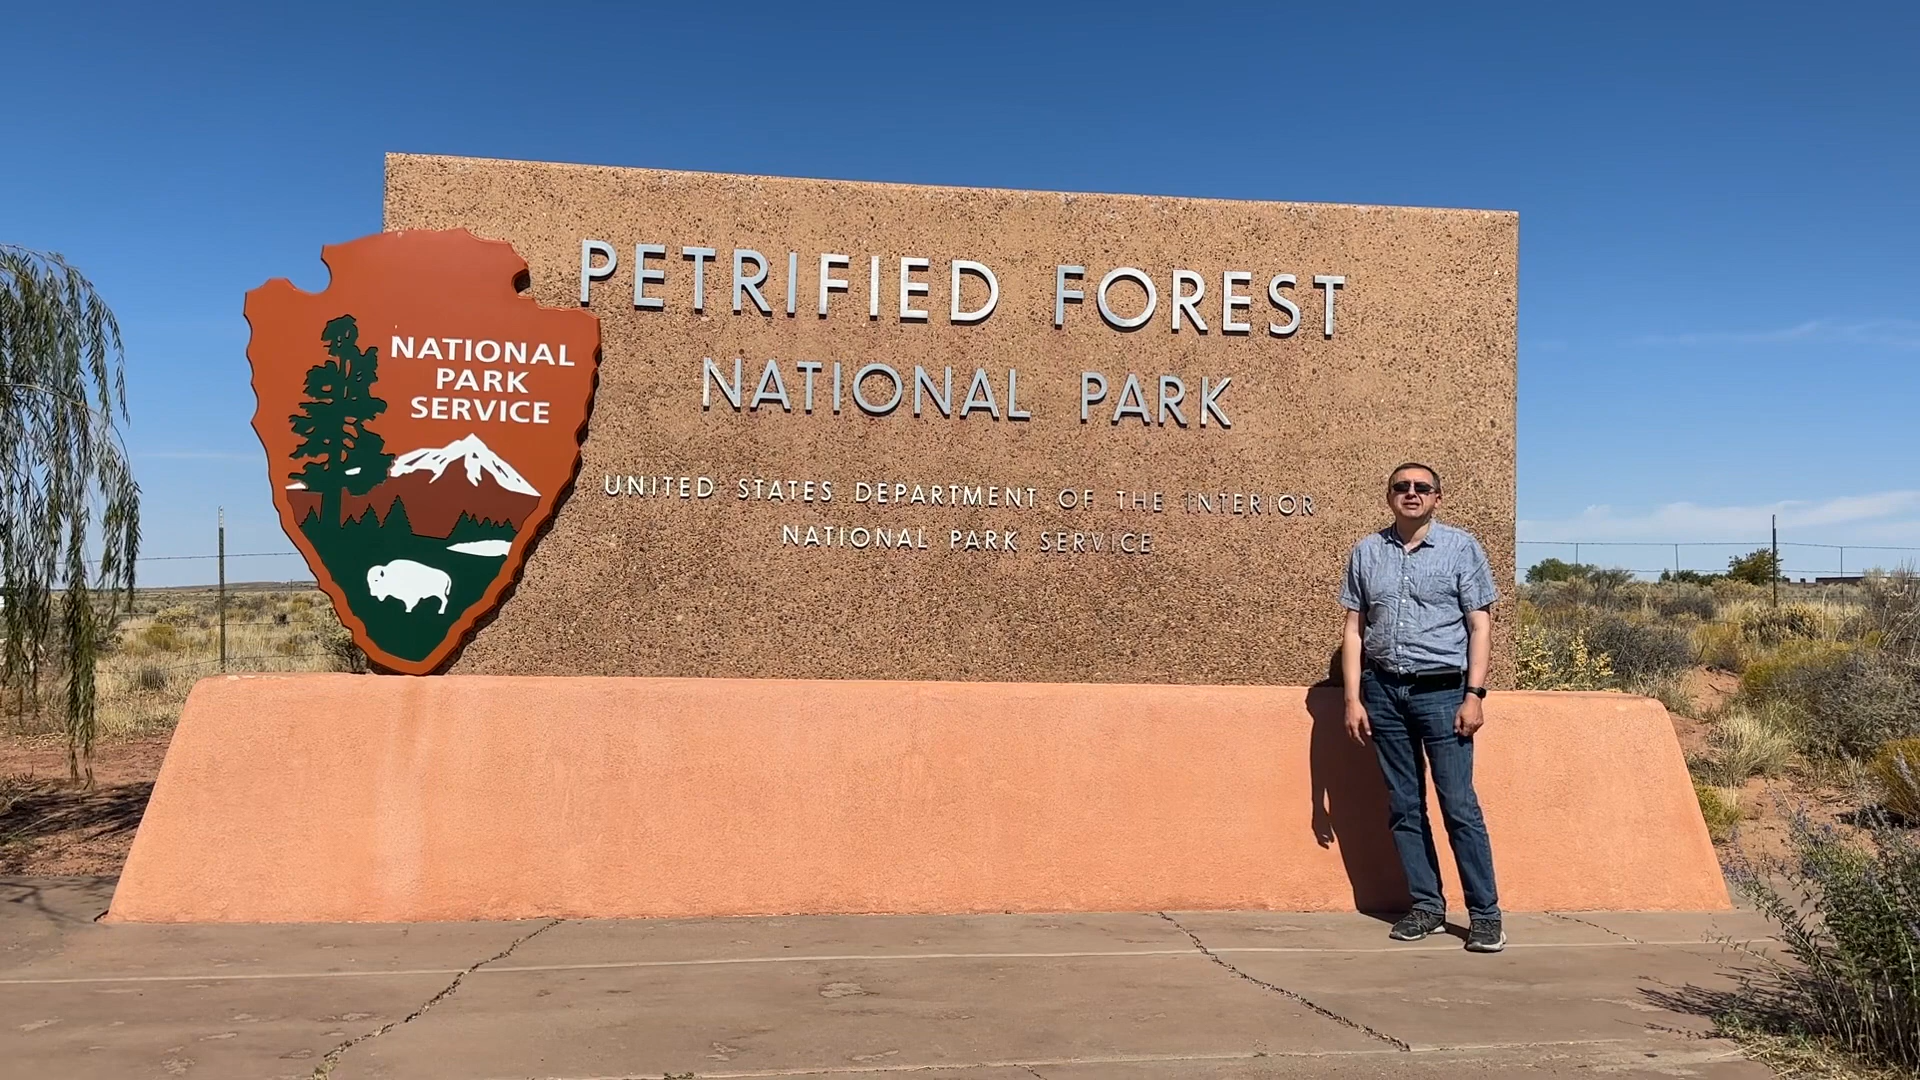 NATIONAL
PARK
SERVICE
PETRIFIED FOREST
NATIONAL PARK
UNITED STATES DEPARTMENT OF THE INTERIOR
NATIONAL PARK SERVICE